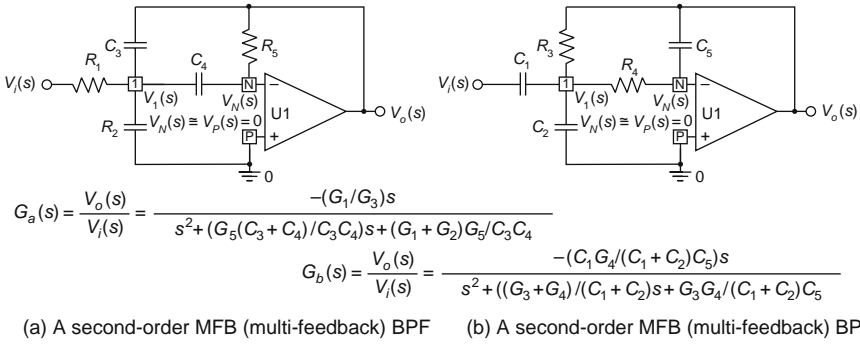 C3
C4
R5
R1
Vi(s)
1
N
−
V1(s)
VN(s)
U1
Vo(s)
R2
VN(s)≅VP(s)=0
P
+
0
R3
C5
C1
R4
Vi(s)
1
N
−
V1(s)
VN(s)
U1
Vo(s)
C2
VN(s)≅VP(s)=0
P
+
0
Ga(s) = Vo(s)/Vi(s) = −(G1/G3)s / s²+(G5(C3+C4)/C3C4)s+(G1+G2)G5/C3C4
Gb(s) = Vo(s)/Vi(s) = −(C1G4/(C1+C2)C5)s / s²+((G3+G4)/(C1+C2)s+G3G4/(C1+C2)C5
(a) A second-order MFB (multi-feedback) BPF
(b) A second-order MFB (multi-feedback) BP